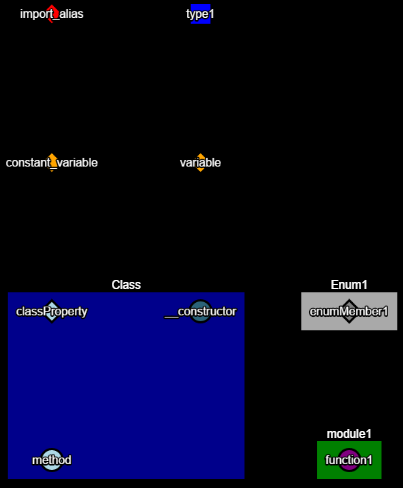 import_alias
type1
constant_variable
variable
Class
Enum1
classProperty
__constructor
enumMember1
module1
method
function1